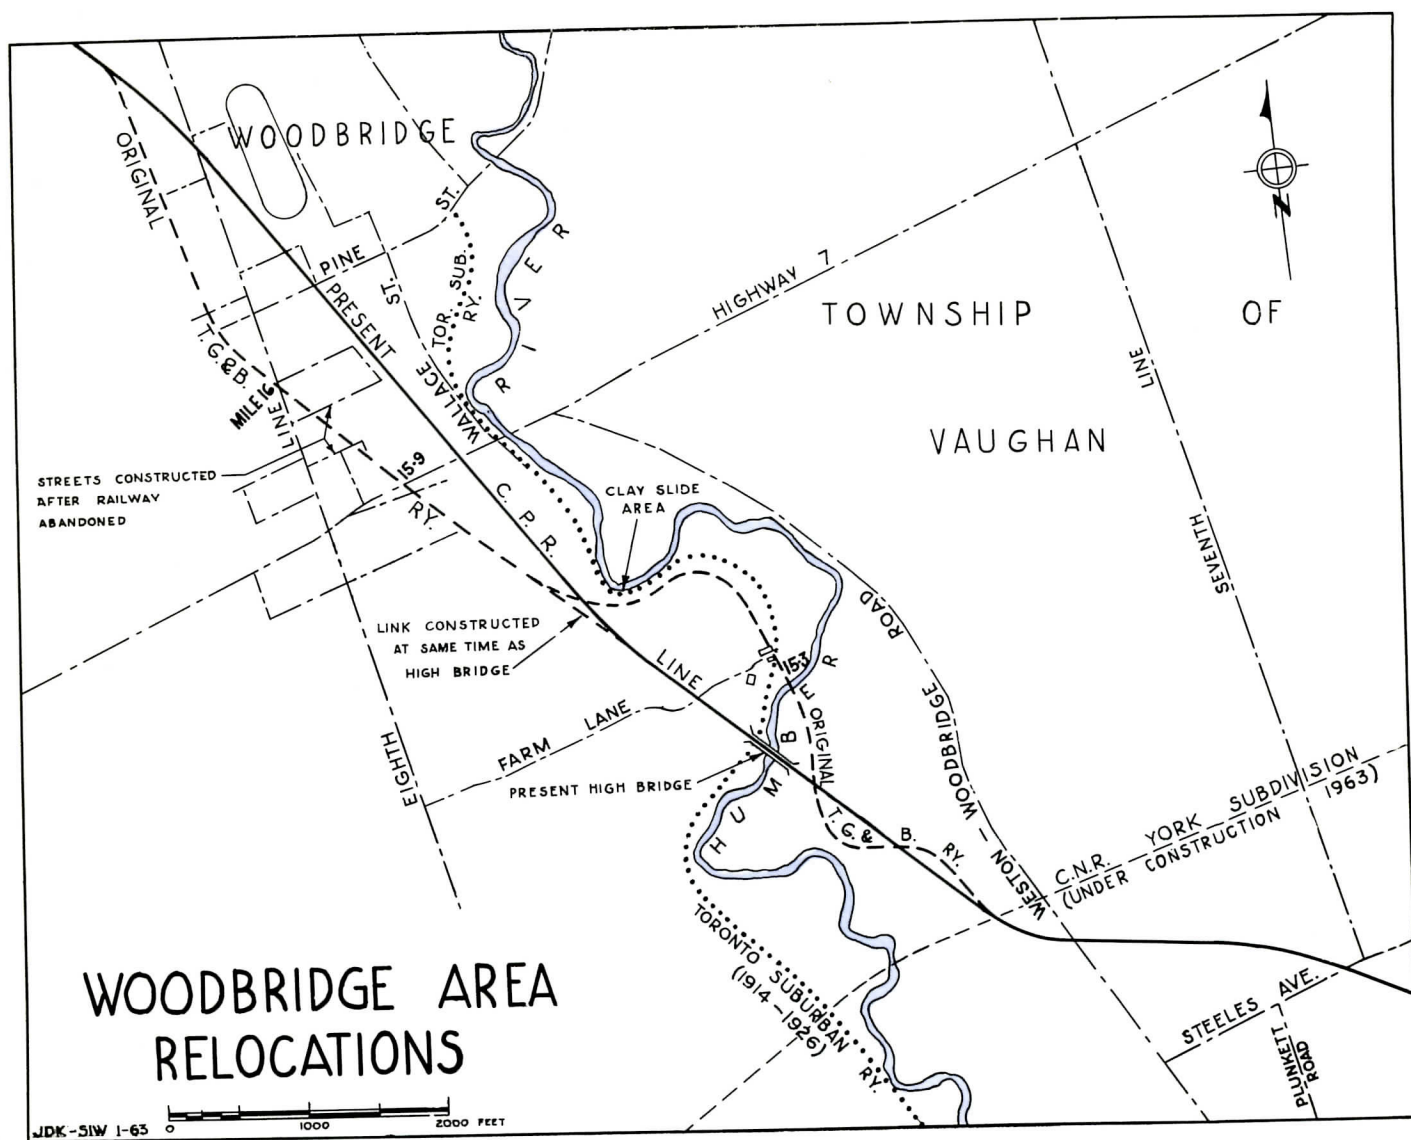 WOODBRIDGE
ORIGINAL
T. G. & B.
RY.
MILE 16
15·9
PINE
ST.
PRESENT
C. P. R.
LINE
WALLACE
ST.
TOR. SUB.
RY.
RIVER
HIGHWAY 7
TOWNSHIP OF
VAUGHAN
LINE
SEVENTH
N
LINE
EIGHTH
STREETS CONSTRUCTED
AFTER RAILWAY
ABANDONED
CLAY SLIDE
AREA
LINK CONSTRUCTED
AT SAME TIME AS
HIGH BRIDGE
FARM LANE
PRESENT HIGH BRIDGE
15·3
HUMBER
ORIGINAL
T. G. & B. RY.
WESTON – WOODBRIDGE ROAD
C.N.R. YORK SUBDIVISION
(UNDER CONSTRUCTION 1963)
TORONTO SUBURBAN RY.
(1914 – 1926)
STEELES AVE.
PLUNKETT
ROAD
WOODBRIDGE AREA
RELOCATIONS
0 1000 2000 FEET
JDK-51W 1-63